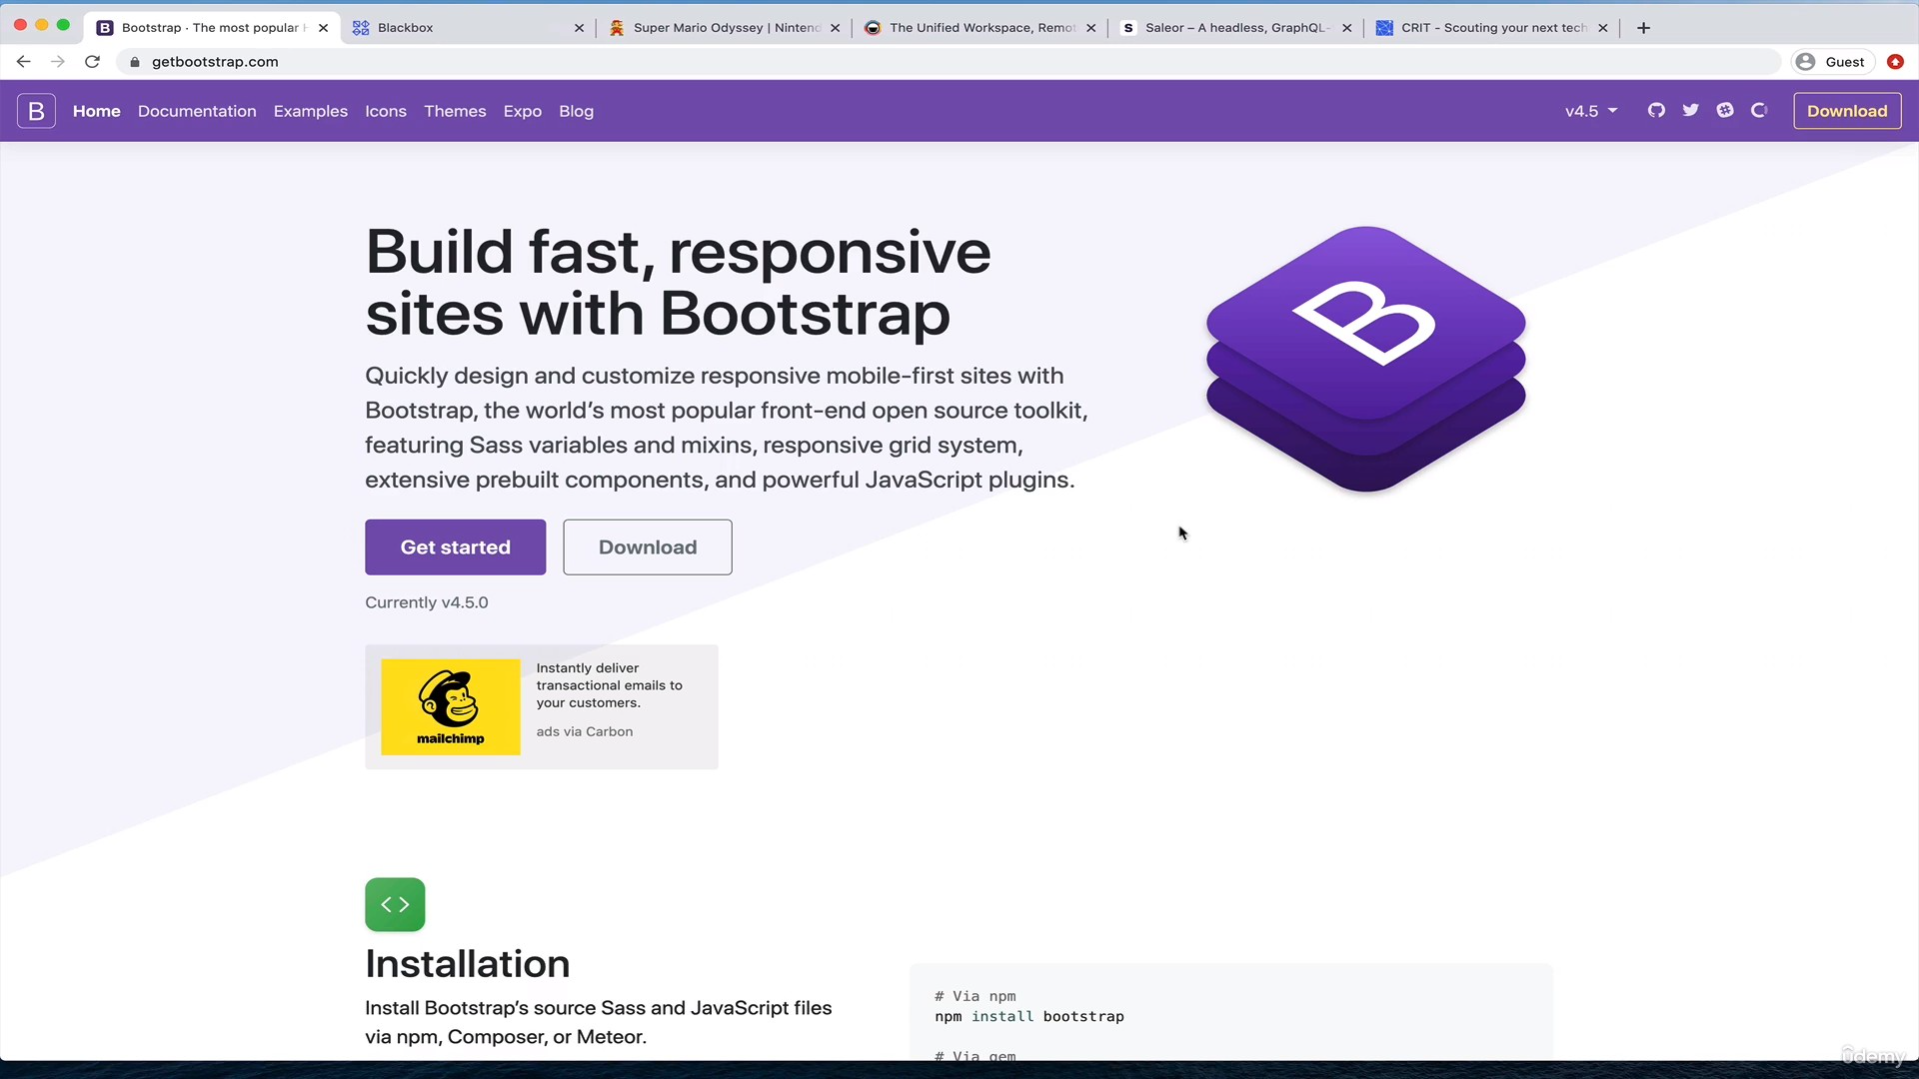 Bootstrap · The most popular H
Blackbox
Super Mario Odyssey | Nintend
The Unified Workspace, Remot
S
Saleor – A headless, GraphQL-
CRIT - Scouting your next tech
getbootstrap.com
Guest
B
Home
Documentation
Examples
Icons
Themes
Expo
Blog
v4.5
Download
Build fast, responsive
sites with Bootstrap
B
Quickly design and customize responsive mobile-first sites with
Bootstrap, the world’s most popular front-end open source toolkit,
featuring Sass variables and mixins, responsive grid system,
extensive prebuilt components, and powerful JavaScript plugins.
Get started
Download
Currently v4.5.0
mailchimp
Instantly deliver
transactional emails to
your customers.
ads via Carbon
< >
Installation
Install Bootstrap’s source Sass and JavaScript files
via npm, Composer, or Meteor.
# Via npm
npm install bootstrap
# Via gem
ûdemy